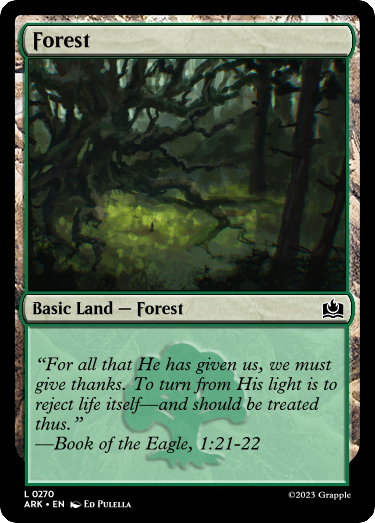 Forest
Basic Land — Forest
“For all that He has given us, we must
give thanks. To turn from His light is to
reject life itself—and should be treated
thus.”
—Book of the Eagle, 1:21-22
L 0270
ARK • EN Ed Pulella
©2023 Grapple